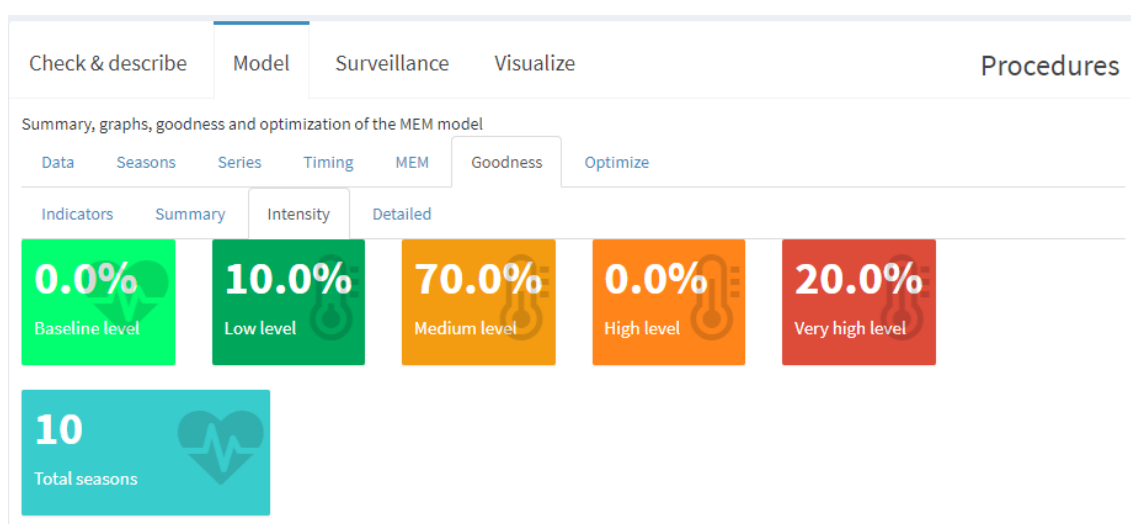 Check & describe Model Surveillance Visualize Procedures
Summary, graphs, goodness and optimization of the MEM model
Data Seasons Series Timing MEM Goodness Optimize
Indicators Summary Intensity Detailed
0.0% 10.0% 70.0% 0.0% 20.0%
Baseline level Low level Medium level High level Very high level
10
Total seasons